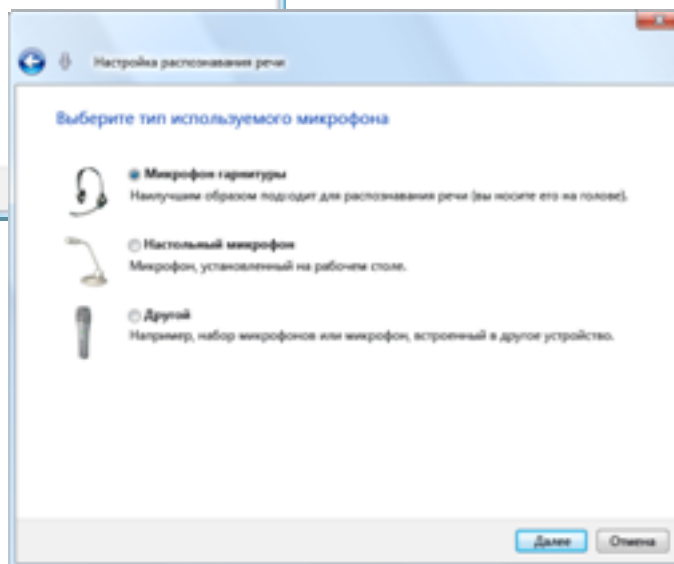 Настройка распознавания речи
Выберите тип используемого микрофона
Микрофон гарнитуры
Наилучшим образом подходит для распознавания речи (вы носите его на голове).
Настольный микрофон
Микрофон, установленный на рабочем столе.
Другой
Например, набор микрофонов или микрофон, встроенный в другое устройство.
Далее Отмена